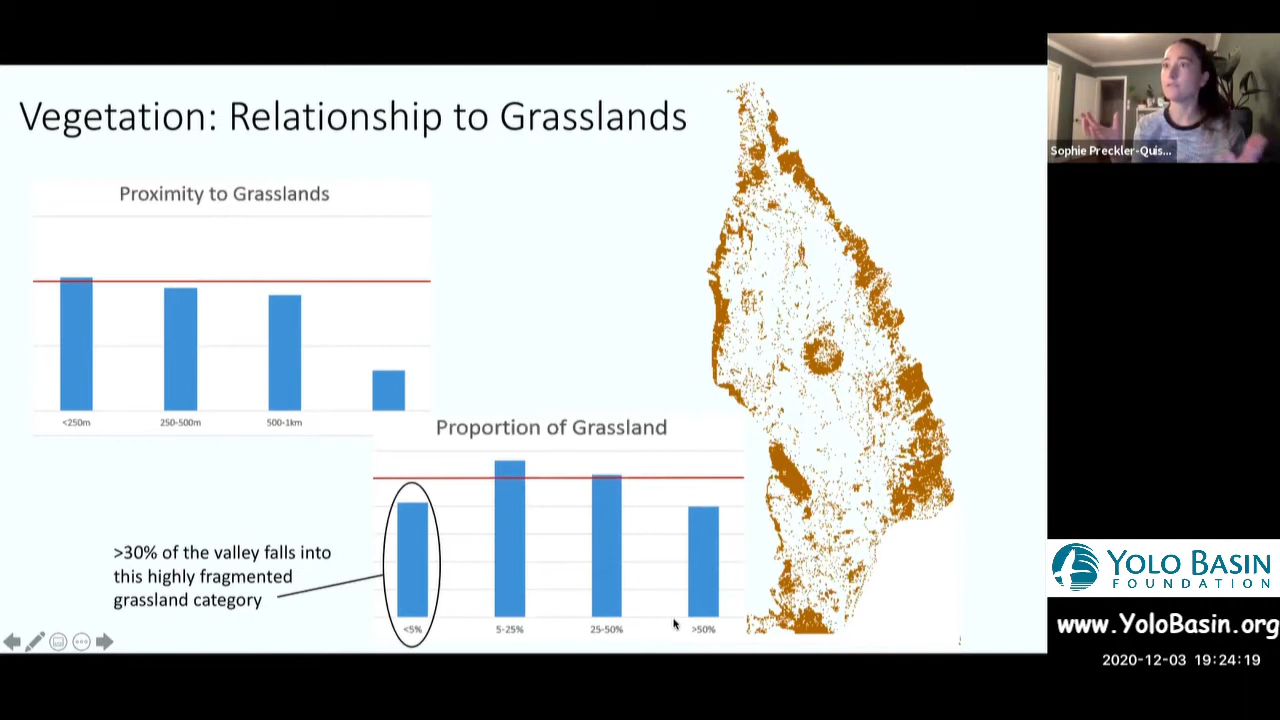 Vegetation: Relationship to Grasslands
Proximity to Grasslands
<250m
250-500m
500-1km
Proportion of Grassland
>30% of the valley falls into
this highly fragmented
grassland category
<5%
5-25%
25-50%
>50%
Sophie Preckler-Quis...
YOLO BASIN
FOUNDATION
www.YoloBasin.org
2020-12-03 19:24:19